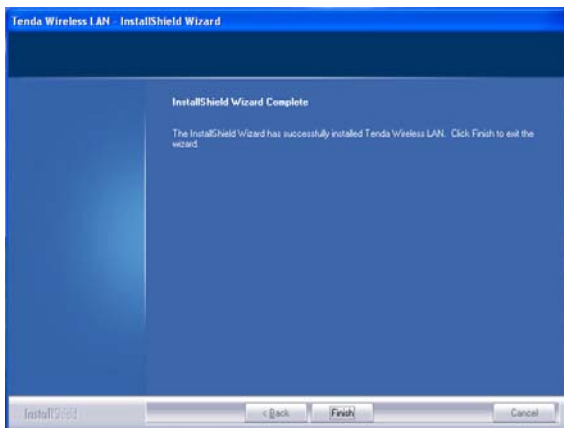 Tenda Wireless LAN - InstallShield Wizard
InstallShield Wizard Complete
The InstallShield Wizard has successfully installed Tenda Wireless LAN. Click Finish to exit the
wizard.
InstallShield
< Back
Finish
Cancel